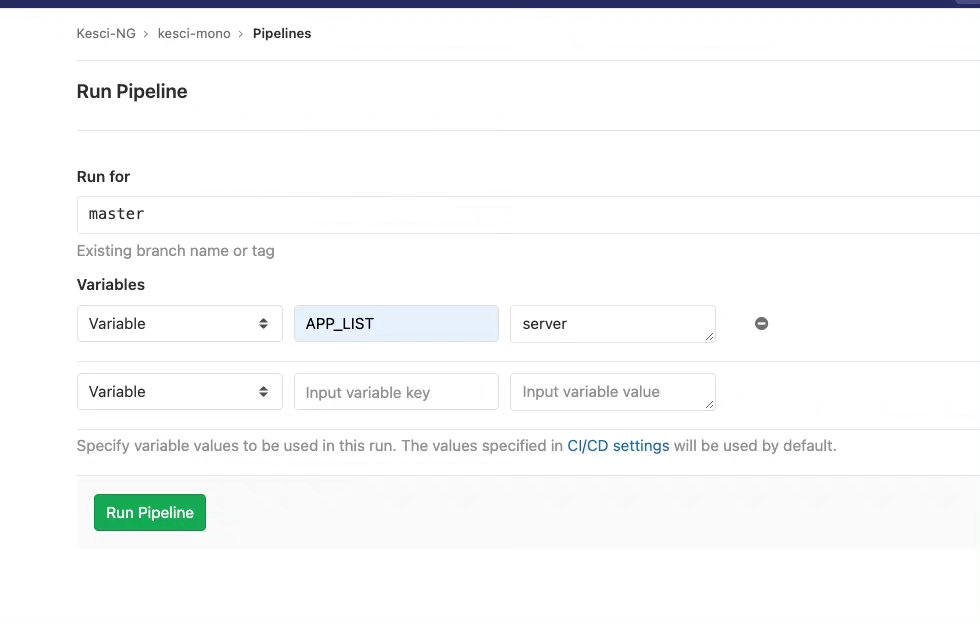 Kesci-NG › kesci-mono › Pipelines
Run Pipeline
Run for
master
Existing branch name or tag
Variables
Variable APP_LIST server
Variable Input variable key Input variable value
Specify variable values to be used in this run. The values specified in CI/CD settings will be used by default.
Run Pipeline